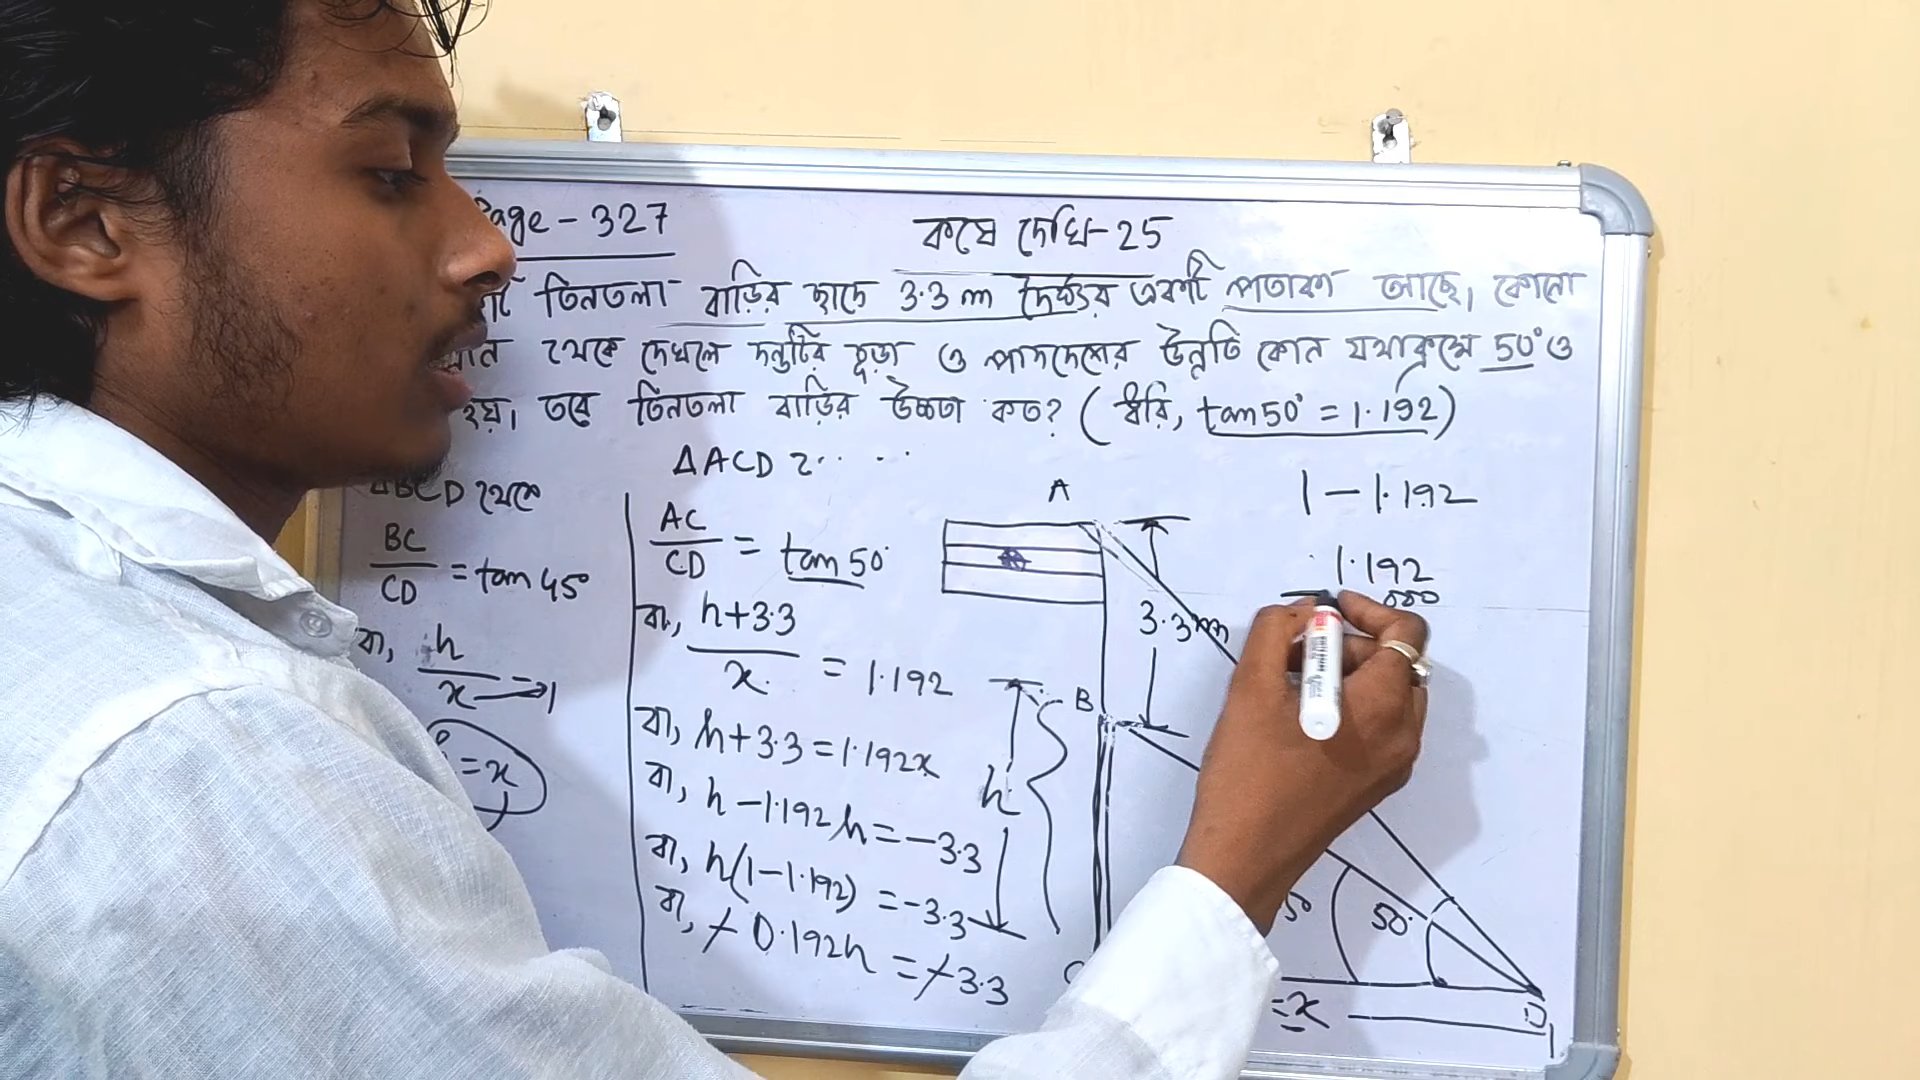 Page - 327
কষে দেখি-25
তিনতলা বাড়ির ছাদে 3.3 m দৈর্ঘ্যের একটি পতাকা আছে। কোনো
থেকে দেখলে দন্ডটির চূড়া ও পাদদেশের উন্নতি কোন যথাক্রমে 50° ও
হয়। তবে তিনতলা বাড়ির উচ্চতা কত? (ধরি, tan50° = 1.192)
ΔBCD থেকে
BC/CD = tan 45°
বা, h/x = 1
= x
ΔACD
AC/CD = tan 50°
বা, h+3.3/x = 1.192
বা, h+3.3 = 1.192x
বা, h - 1.192h = -3.3
বা, h(1-1.192) = -3.3
বা, -0.192h = -3.3
A
3.3m
B
h
50°
= x
D
1 - 1.192
1.192
000